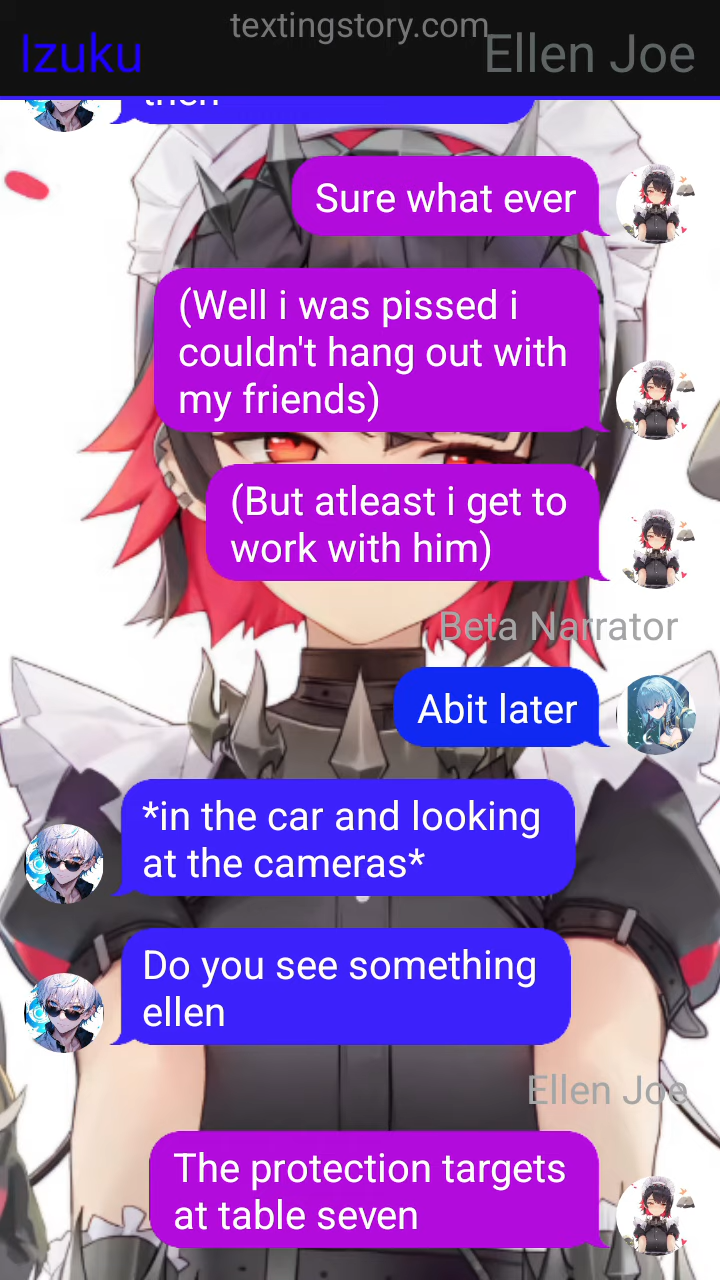 textingstory.com
Izuku
Ellen Joe
then
Sure what ever
(Well i was pissed i
couldn't hang out with
my friends)
(But atleast i get to
work with him)
Beta Narrator
Abit later
*in the car and looking
at the cameras*
Do you see something
ellen
Ellen Joe
The protection targets
at table seven